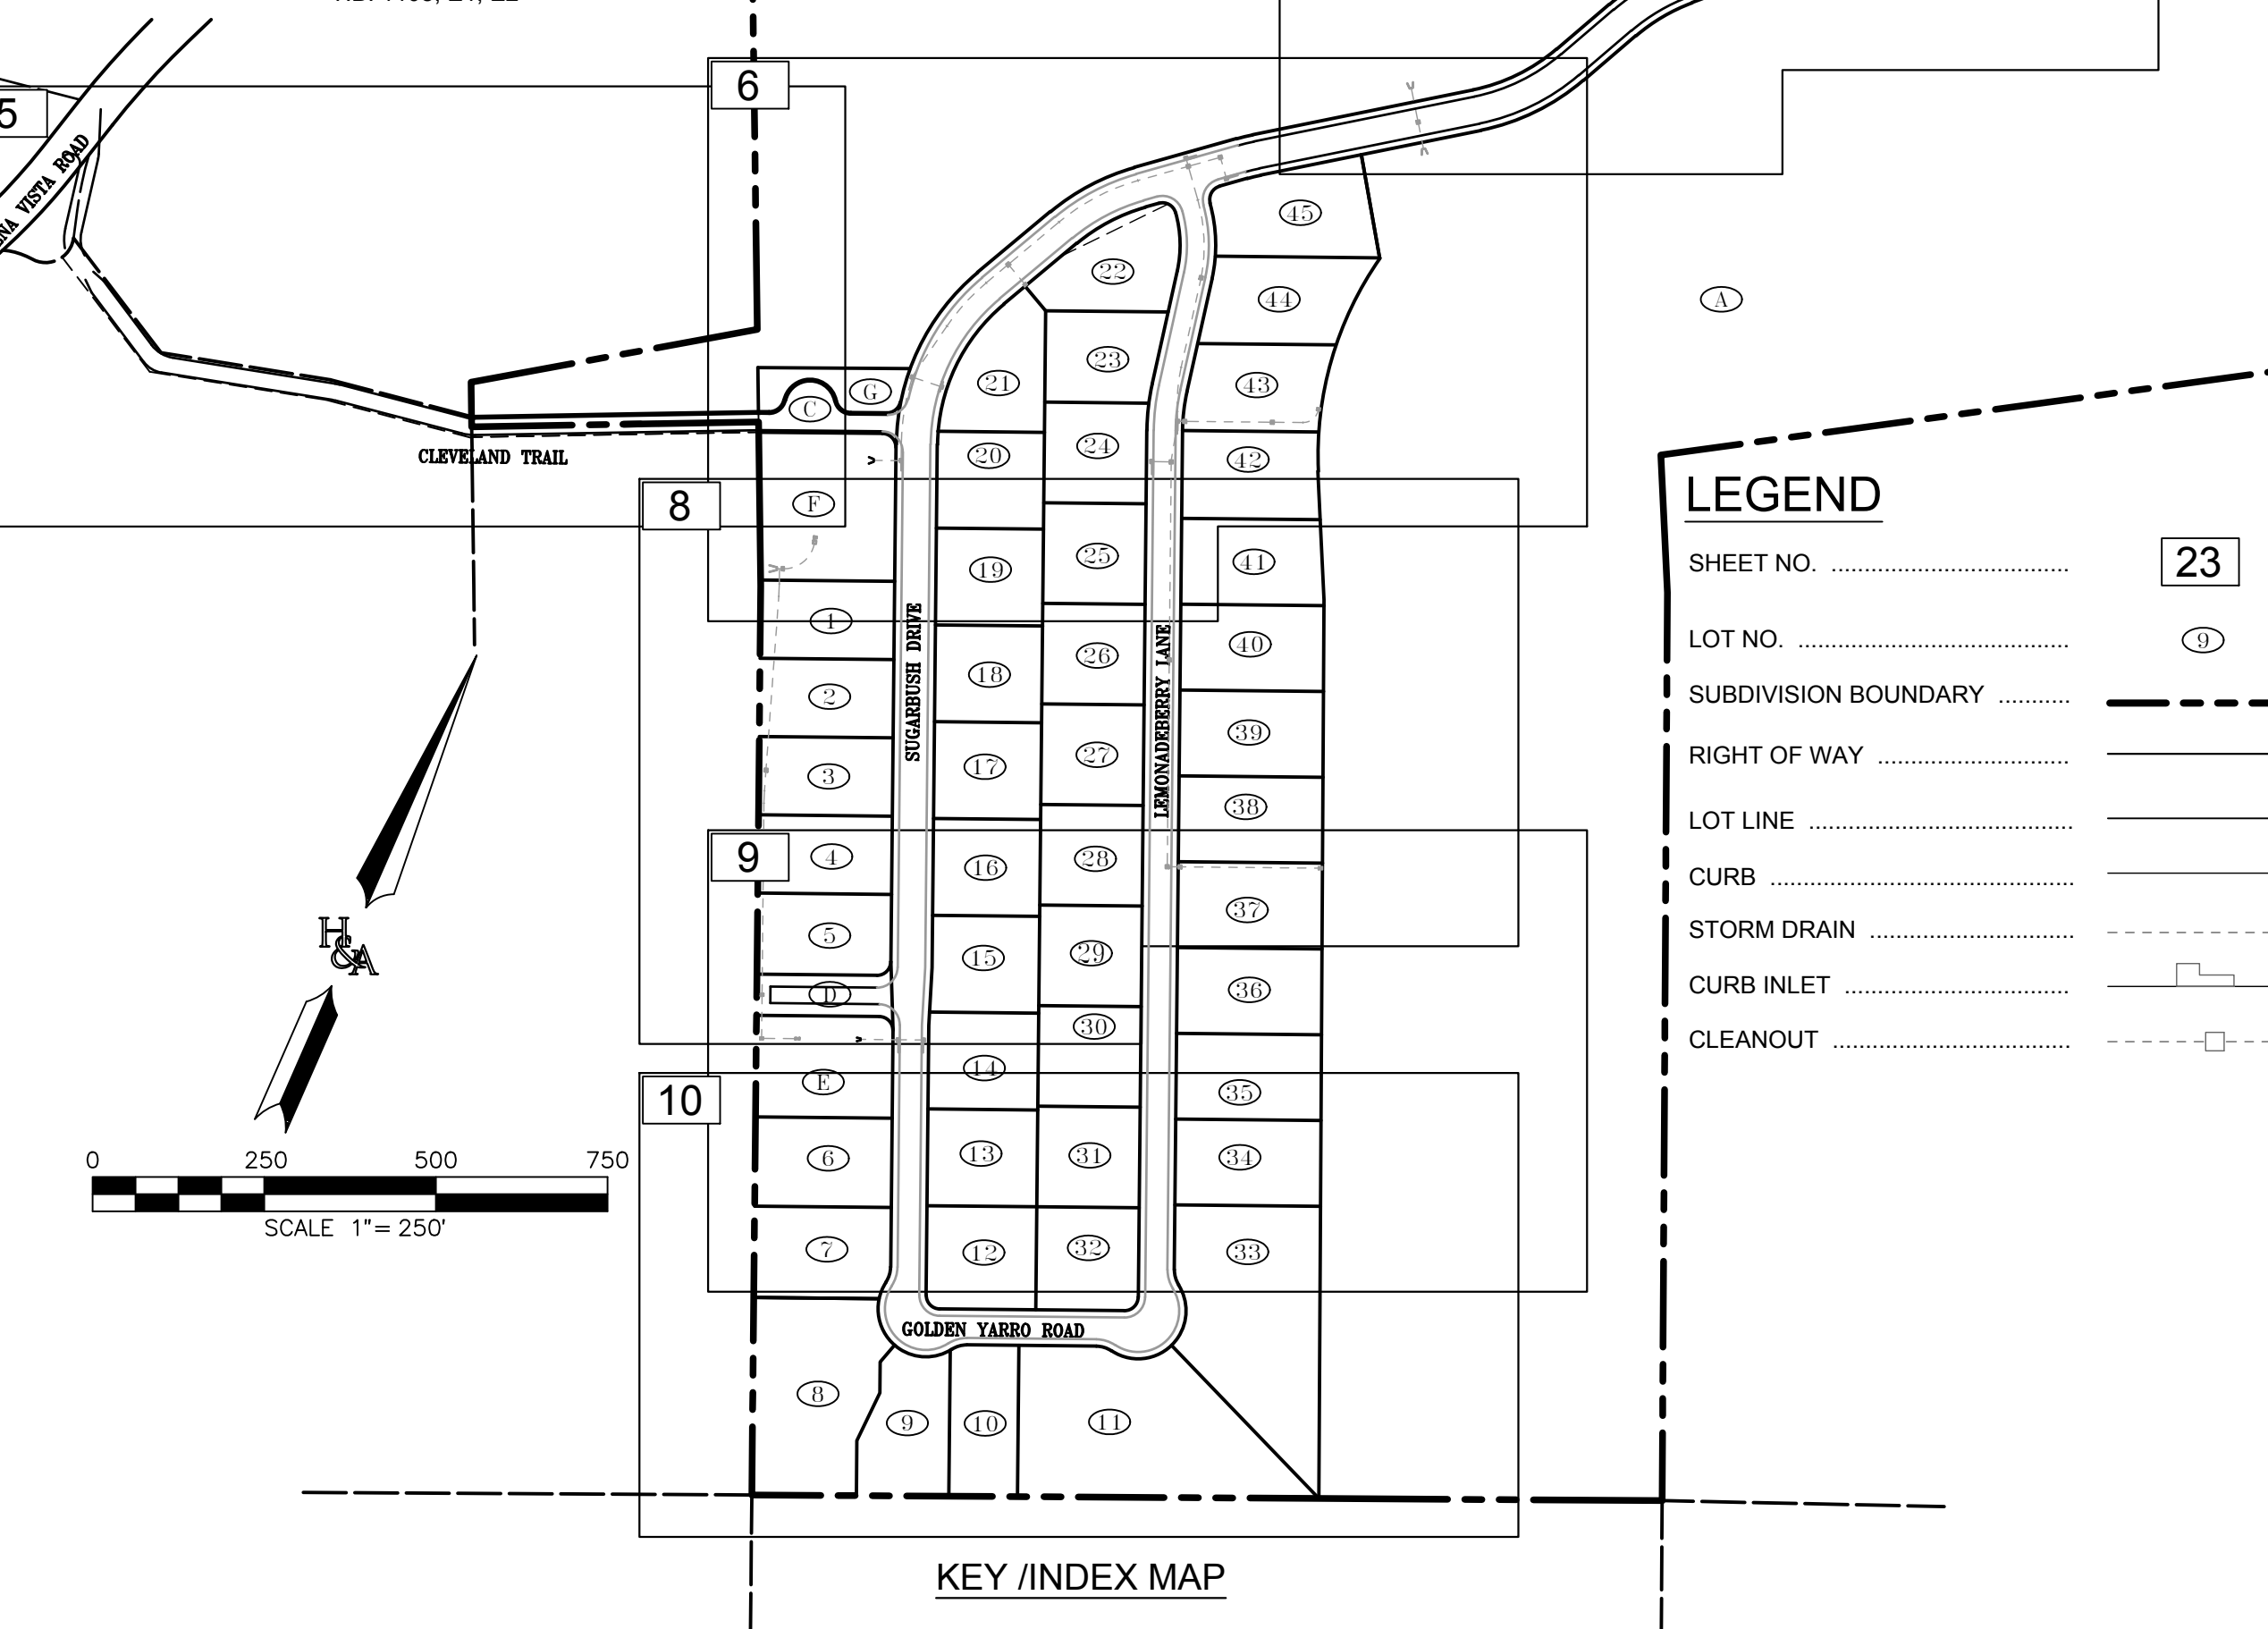 6
5
VISTA ROAD
45
22
44
A
23
21
43
G
C
24
20
42
CLEVELAND TRAIL
LEGEND
8
F
SHEET NO. .................................... 23
19
25
41
1
LOT NO. ......................................... 9
SUGARBUSH DRIVE
LEMONADEBERRY LANE
18
26
40
2
SUBDIVISION BOUNDARY ...........
39
17
27
3
RIGHT OF WAY .............................
38
LOT LINE ........................................
9
4
16
28
CURB ..............................................
37
5
15
29
STORM DRAIN ...............................
H&A
D
36
CURB INLET ..................................
30
CLEANOUT ....................................
14
E
10
35
0 250 500 750
6
13
31
34
SCALE 1"= 250'
7
12
32
33
GOLDEN YARRO ROAD
8
9
10
11
KEY /INDEX MAP